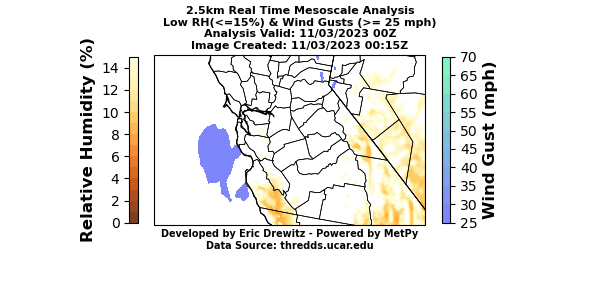 2.5km Real Time Mesoscale Analysis
Low RH(<=15%) & Wind Gusts (>= 25 mph)
Analysis Valid: 11/03/2023 00Z
Image Created: 11/03/2023 00:15Z
Relative Humidity (%)
14
12
10
8
6
4
2
0
70
65
60
55
50
45
40
35
30
25
Wind Gust (mph)
Developed by Eric Drewitz - Powered by MetPy
Data Source: thredds.ucar.edu